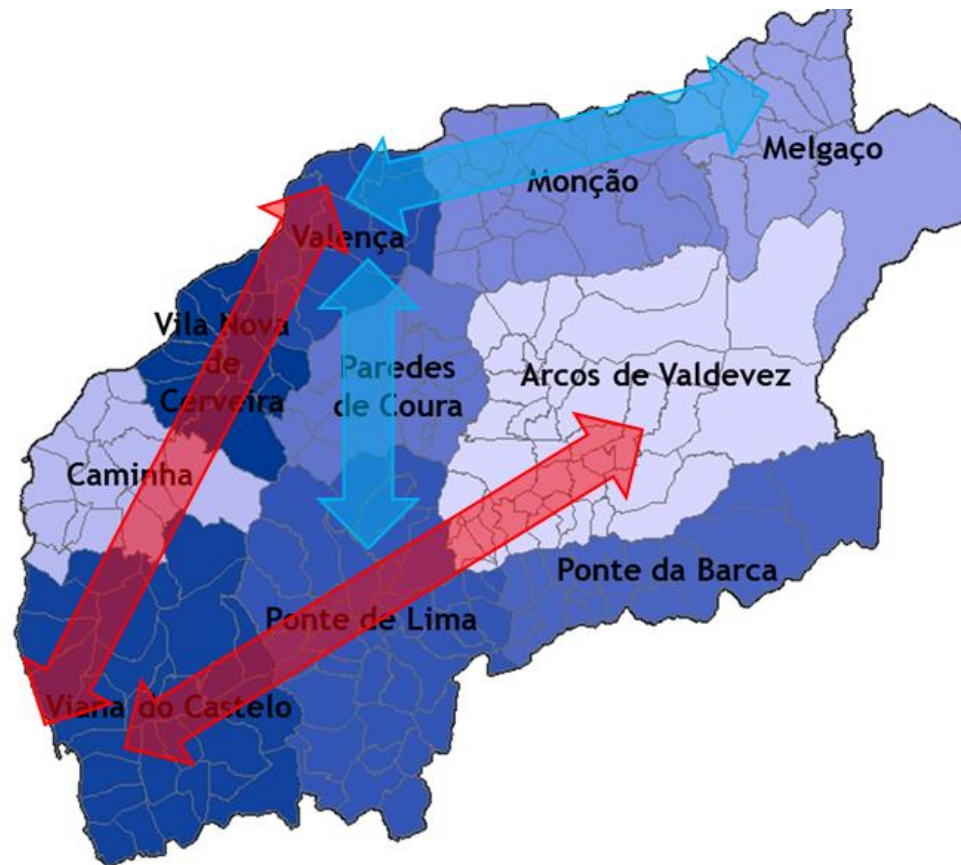 Melgaço
Monção
Valença
Vila Nova
de
Cerveira
Paredes
de Coura
Arcos de Valdevez
Caminha
Ponte da Barca
Ponte de Lima
Viana do Castelo